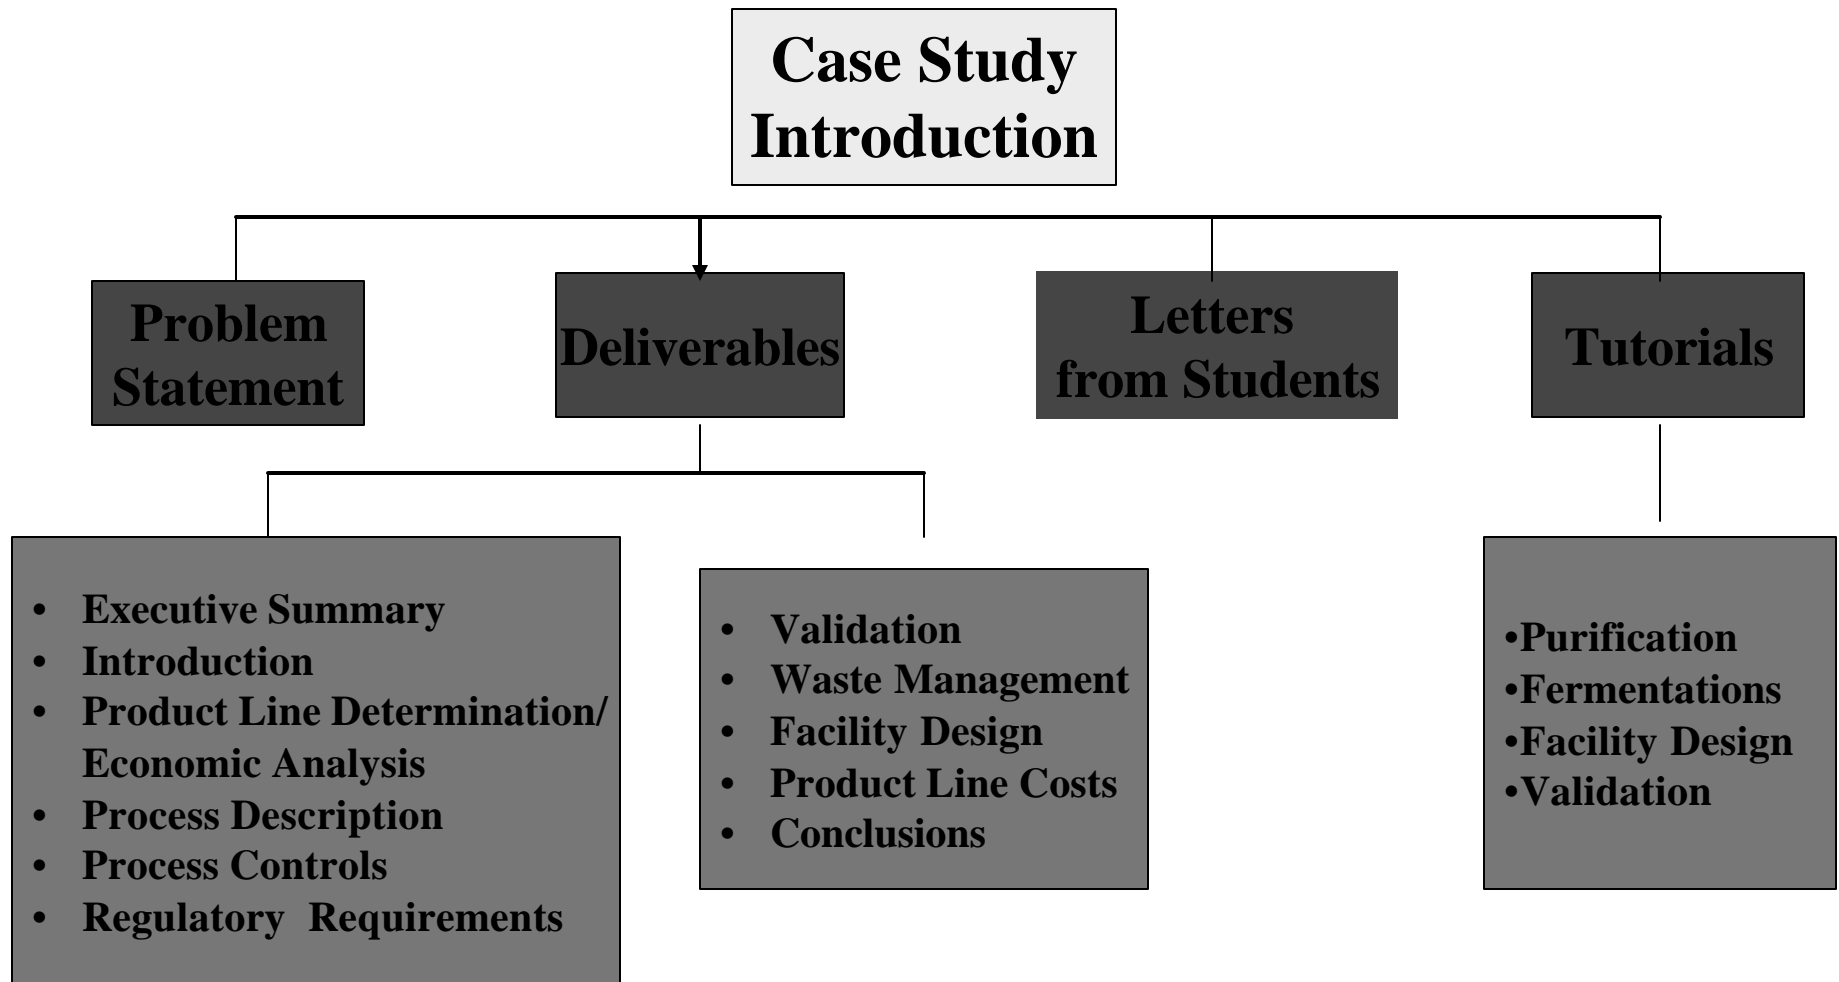 Case Study
Introduction
Problem
Statement
Deliverables
Letters
from Students
Tutorials
• Executive Summary
• Introduction
• Product Line Determination/
Economic Analysis
• Process Description
• Process Controls
• Regulatory Requirements
• Validation
• Waste Management
• Facility Design
• Product Line Costs
• Conclusions
•Purification
•Fermentations
•Facility Design
•Validation